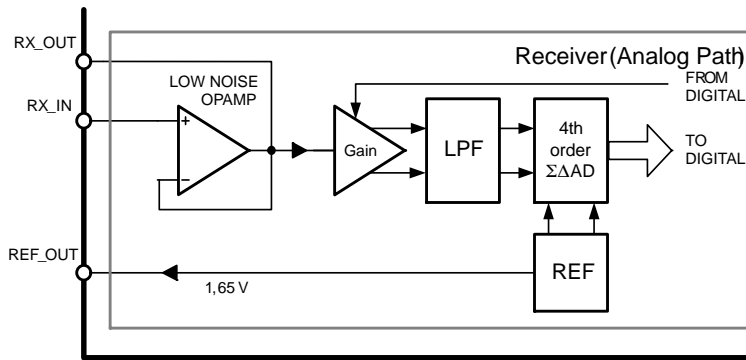 RX_OUT
Receiver (Analog Path)
LOW NOISE
OPAMP
FROM
DIGITAL
RX_IN
+
–
Gain
LPF
4th
order
ΣΔAD
TO
DIGITAL
REF_OUT
1,65 V
REF